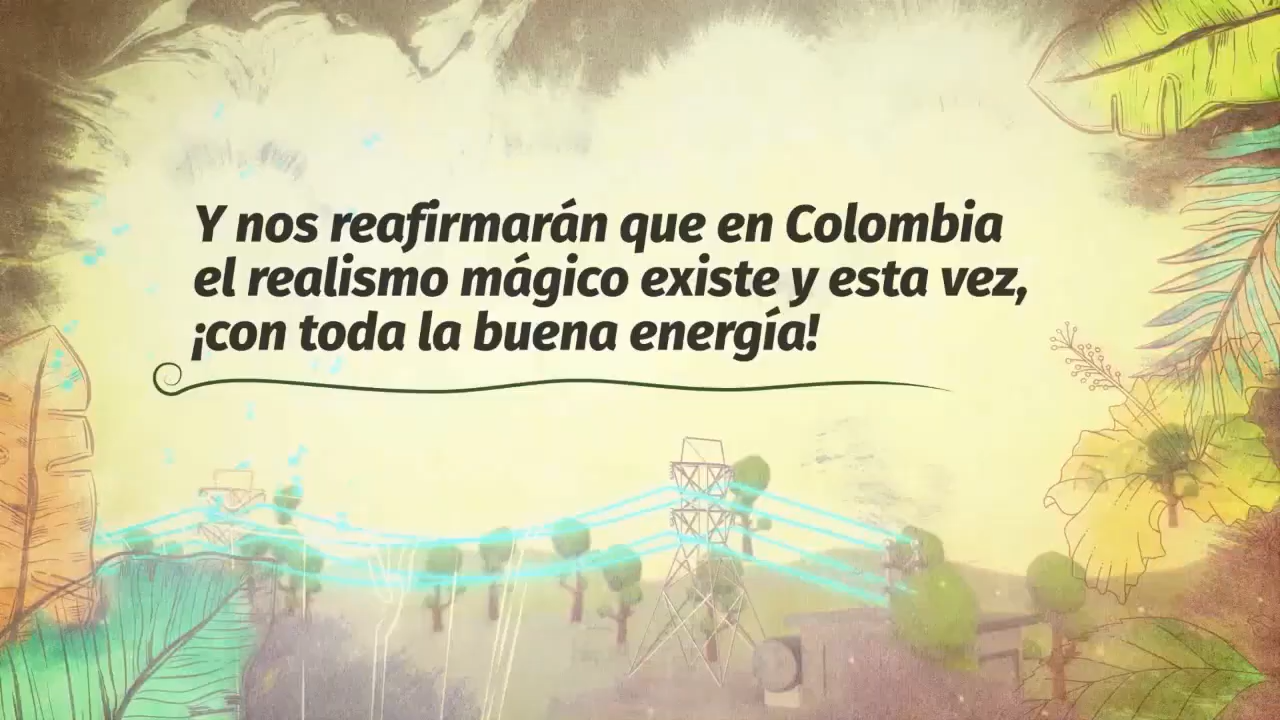 Y nos reafirmarán que en Colombia
el realismo mágico existe y esta vez,
¡con toda la buena energía!